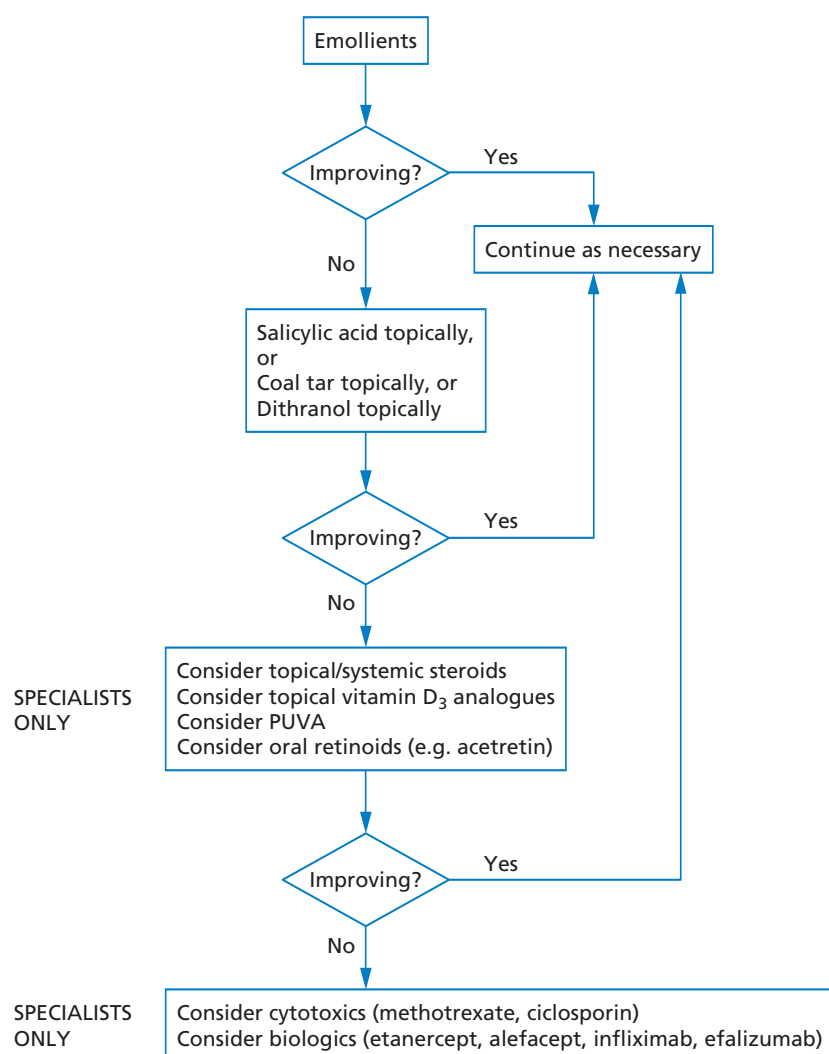 Emollients
Improving?
Yes
Continue as necessary
No
Salicylic acid topically,
or
Coal tar topically, or
Dithranol topically
Improving?
Yes
No
SPECIALISTS
ONLY
Consider topical/systemic steroids
Consider topical vitamin D₃ analogues
Consider PUVA
Consider oral retinoids (e.g. acetretin)
Improving?
Yes
No
SPECIALISTS
ONLY
Consider cytotoxics (methotrexate, ciclosporin)
Consider biologics (etanercept, alefacept, infliximab, efalizumab)